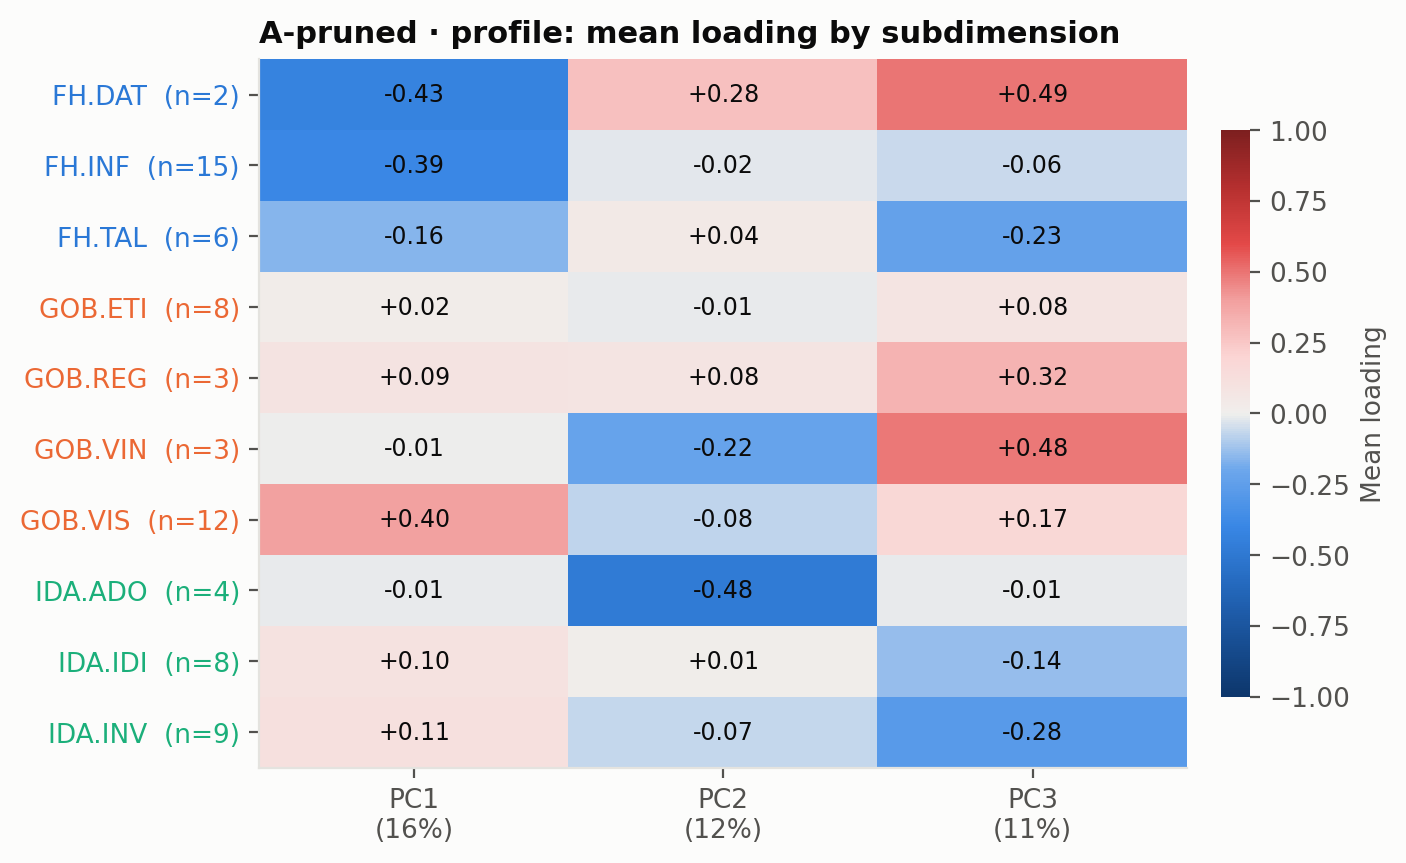 A-pruned · profile: mean loading by subdimension
FH.DAT (n=2) -0.43 +0.28 +0.49
FH.INF (n=15) -0.39 -0.02 -0.06
FH.TAL (n=6) -0.16 +0.04 -0.23
GOB.ETI (n=8) +0.02 -0.01 +0.08
GOB.REG (n=3) +0.09 +0.08 +0.32
GOB.VIN (n=3) -0.01 -0.22 +0.48
GOB.VIS (n=12) +0.40 -0.08 +0.17
IDA.ADO (n=4) -0.01 -0.48 -0.01
IDA.IDI (n=8) +0.10 +0.01 -0.14
IDA.INV (n=9) +0.11 -0.07 -0.28
PC1 PC2 PC3
(16%) (12%) (11%)
1.00
0.75
0.50
0.25
0.00
−0.25
−0.50
−0.75
−1.00
Mean loading